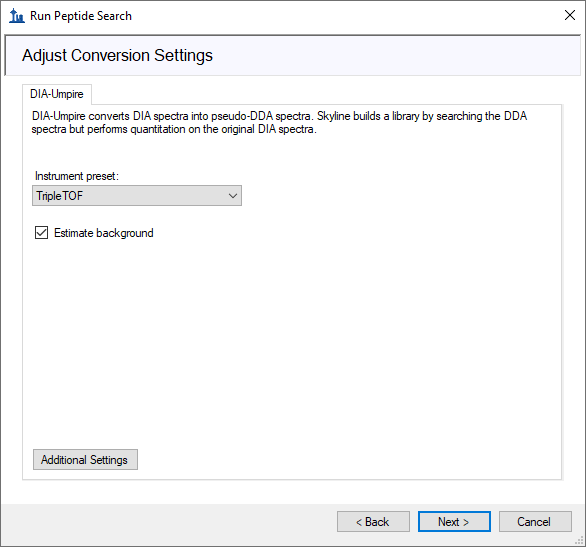 Run Peptide Search
Adjust Conversion Settings
DIA-Umpire
DIA-Umpire converts DIA spectra into pseudo-DDA spectra. Skyline builds a library by searching the DDA
spectra but performs quantitation on the original DIA spectra.
Instrument preset:
TripleTOF
Estimate background
Additional Settings
< Back
Next >
Cancel